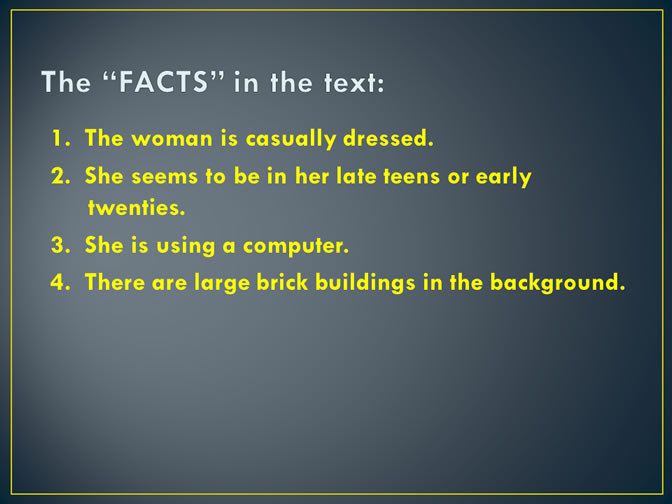 The “FACTS” in the text:
1. The woman is casually dressed.
2. She seems to be in her late teens or early
twenties.
3. She is using a computer.
4. There are large brick buildings in the background.